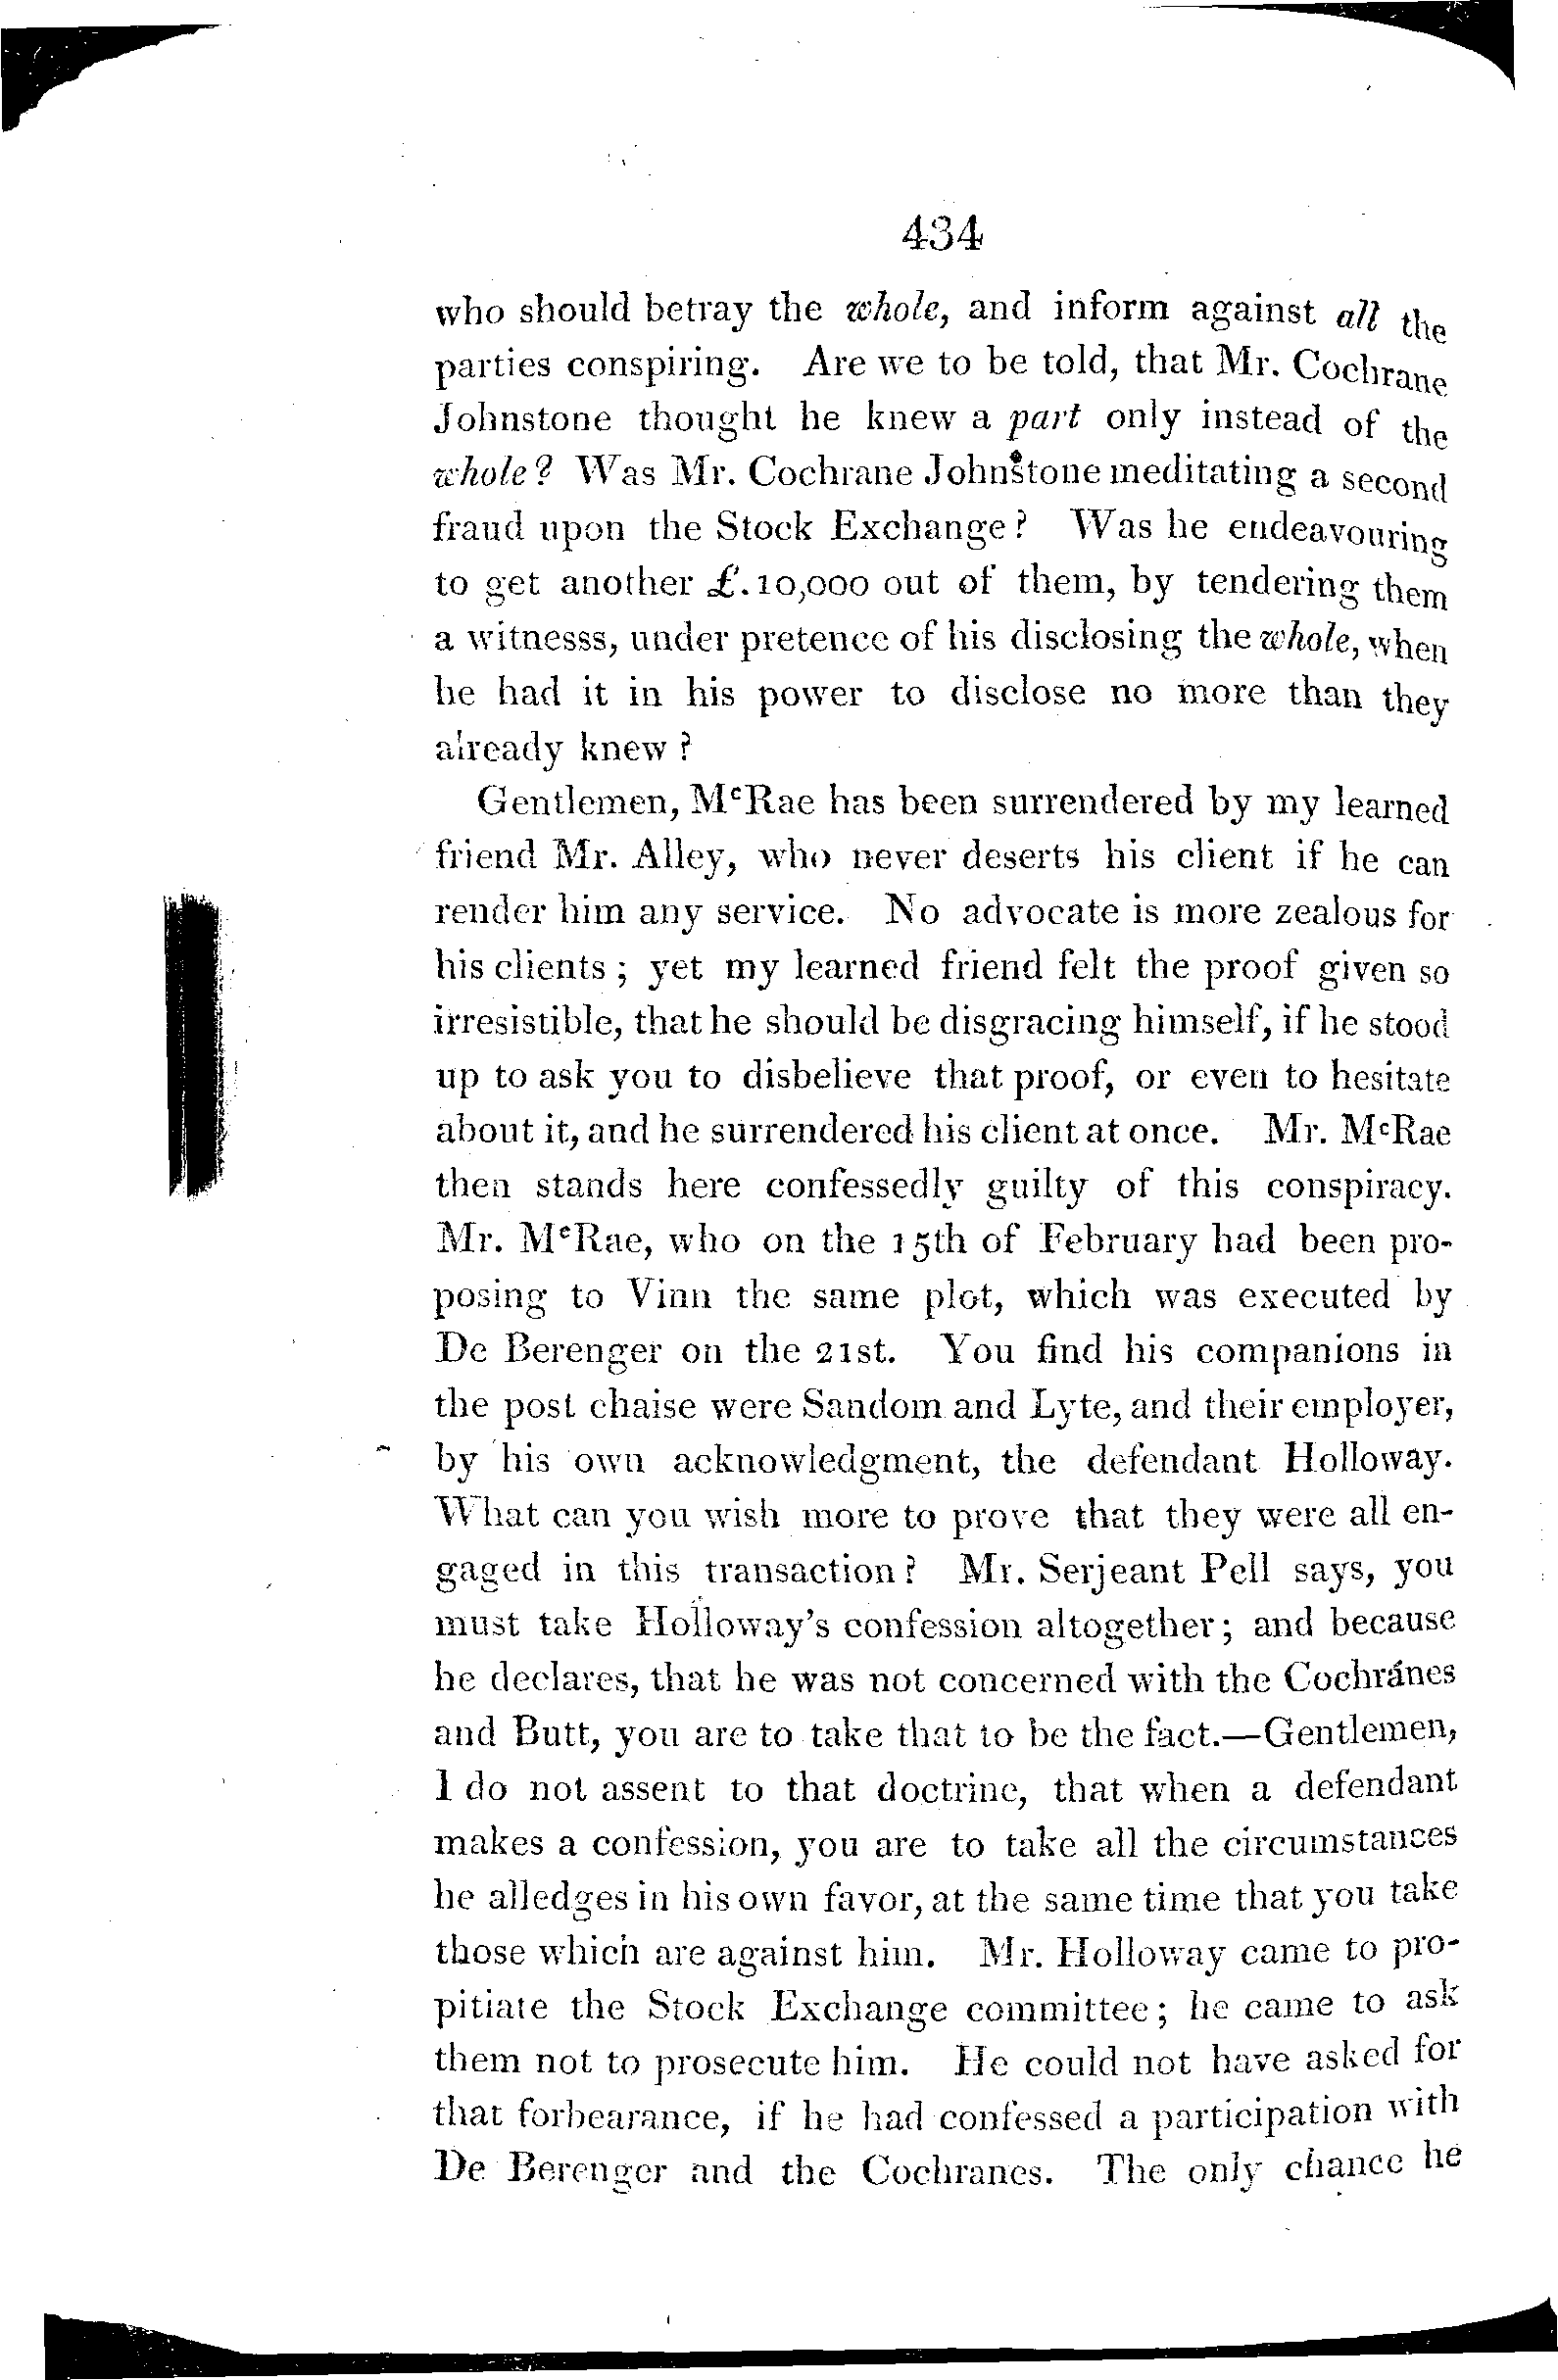 434
who should betray the whole, and inform against all the
parties conspiring. Are we to be told, that Mr. Cochrane
Johnstone thought he knew a part only instead of the
whole? Was Mr. Cochrane Johnstone meditating a second
fraud upon the Stock Exchange? Was he endeavouring
to get another £.10,000 out of them, by tendering them
a witnesss, under pretence of his disclosing the whole, when
he had it in his power to disclose no more than they
already knew?
Gentlemen, McRae has been surrendered by my learned
friend Mr. Alley, who never deserts his client if he can
render him any service. No advocate is more zealous for
his clients; yet my learned friend felt the proof given so
irresistible, that he should be disgracing himself, if he stood
up to ask you to disbelieve that proof, or even to hesitate
about it, and he surrendered his client at once. Mr. McRae
then stands here confessedly guilty of this conspiracy.
Mr. McRae, who on the 15th of February had been pro-
posing to Vinn the same plot, which was executed by
De Berenger on the 21st. You find his companions in
the post chaise were Sandom and Lyte, and their employer,
by his own acknowledgment, the defendant Holloway.
What can you wish more to prove that they were all en-
gaged in this transaction? Mr. Serjeant Pell says, you
must take Holloway's confession altogether; and because
he declares, that he was not concerned with the Cochránes
and Butt, you are to take that to be the fact.—Gentlemen,
I do not assent to that doctrine, that when a defendant
makes a confession, you are to take all the circumstances
he alledges in his own favor, at the same time that you take
those which are against him. Mr. Holloway came to pro-
pitiate the Stock Exchange committee; he came to ask
them not to prosecute him. He could not have asked for
that forbearance, if he had confessed a participation with
De Berenger and the Cochranes. The only chance he